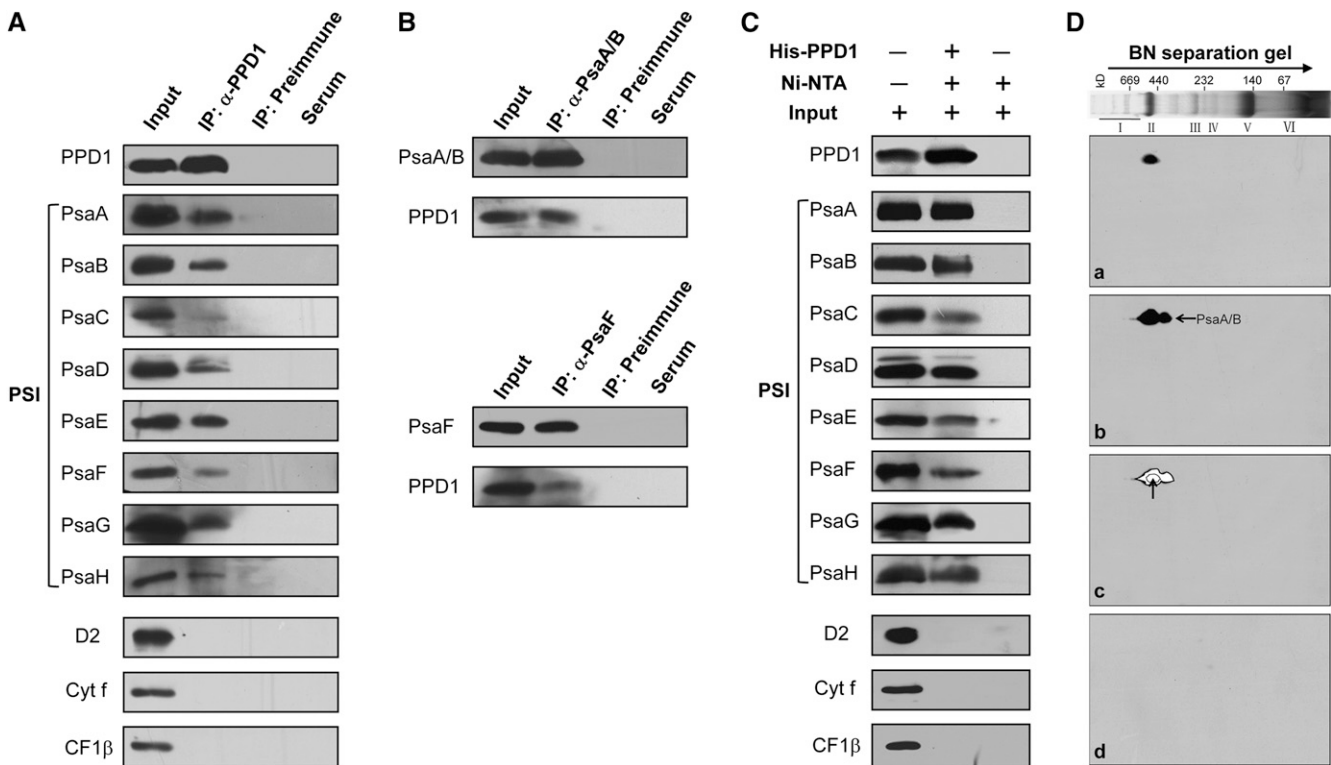 A
Input
IP: α-PPD1
IP: Preimmune
Serum
PPD1
PSI
PsaA
PsaB
PsaC
PsaD
PsaE
PsaF
PsaG
PsaH
D2
Cyt f
CF1β
B
Input
IP: α-PsaA/B
IP: Preimmune
Serum
PsaA/B
PPD1
Input
IP: α-PsaF
IP: Preimmune
Serum
PsaF
PPD1
C
His-PPD1 — + —
Ni-NTA — + +
Input + + +
PPD1
PSI
PsaA
PsaB
PsaC
PsaD
PsaE
PsaF
PsaG
PsaH
D2
Cyt f
CF1β
D
BN separation gel
kD 669 440 232 140 67
I II III IV V VI
a
PsaA/B
b
c
d